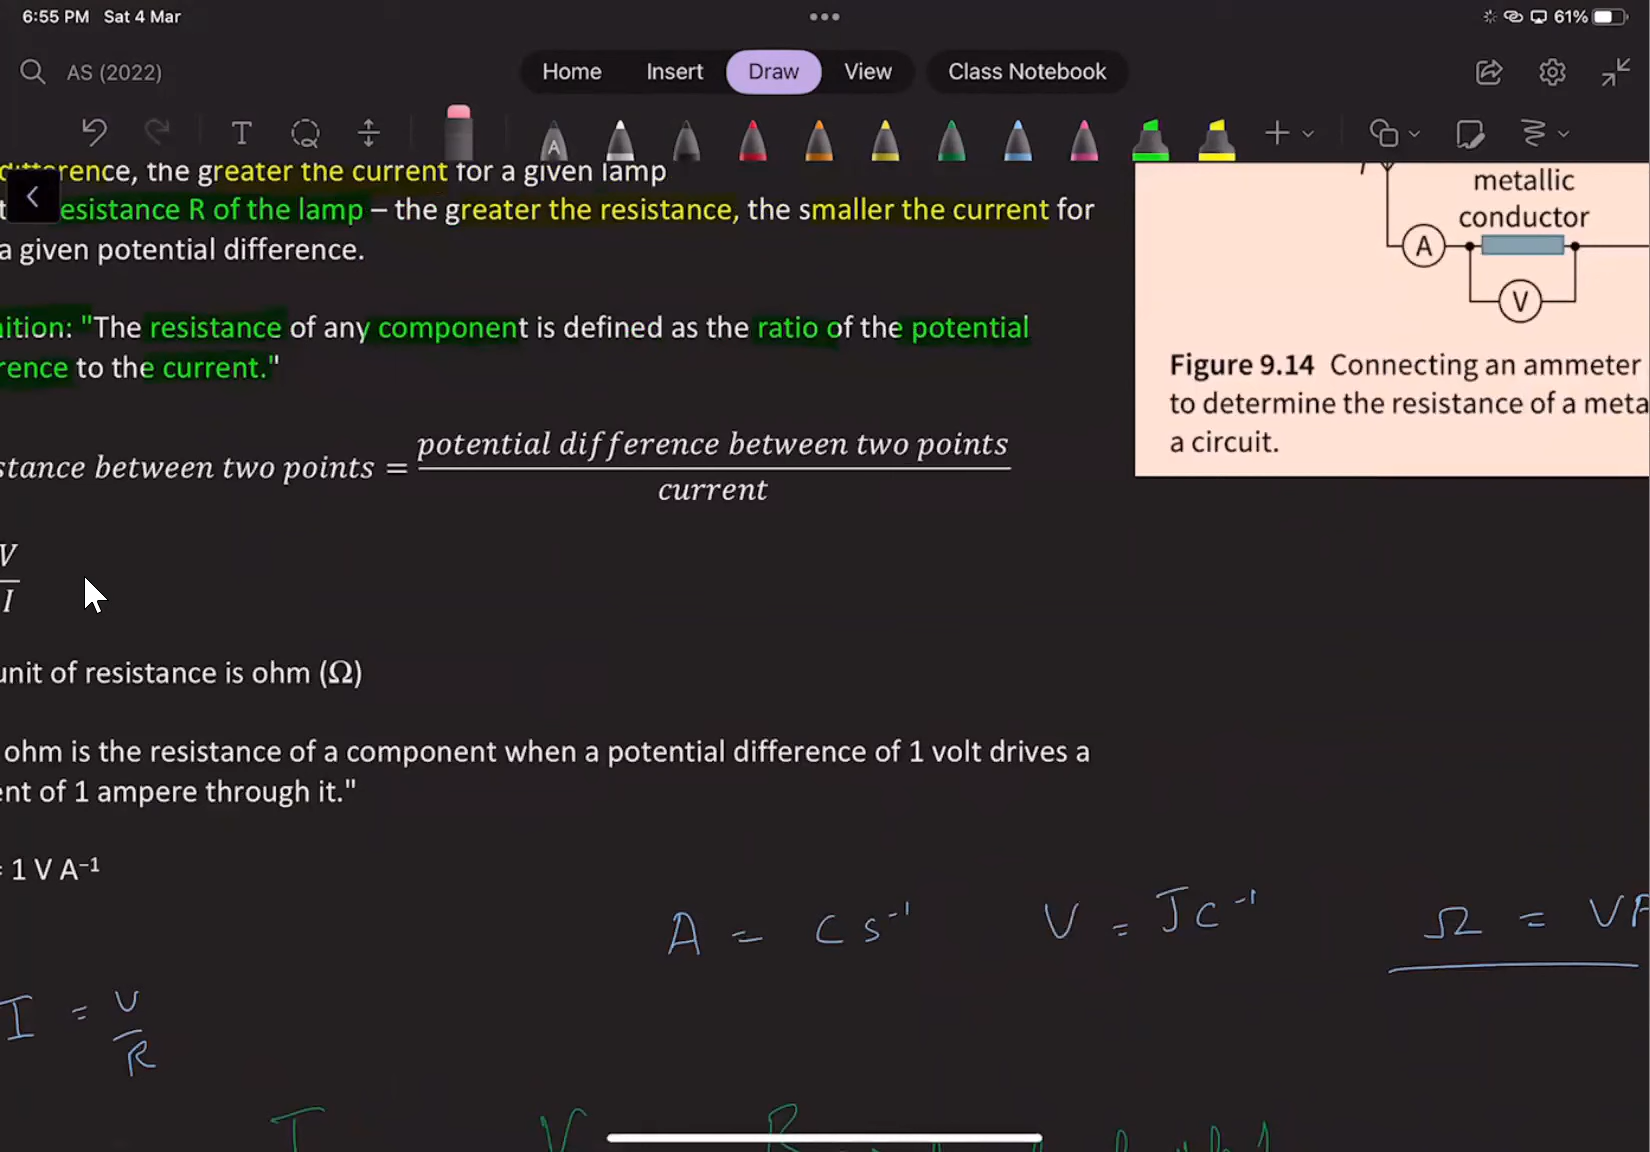 6:55 PM Sat 4 Mar
61%
AS (2022)
Home Insert Draw View Class Notebook
T
A
difference, the greater the current for a given lamp
t
esistance R of the lamp – the greater the resistance, the smaller the current for
a given potential difference.
nition: "The resistance of any component is defined as the ratio of the potential
rence to the current."
stance between two points = potential difference between two points
current
V
I
unit of resistance is ohm (Ω)
ohm is the resistance of a component when a potential difference of 1 volt drives a
ent of 1 ampere through it."
= 1 V A⁻¹
A = C s⁻¹ V = J C⁻¹ Ω = VA
I = V
R
metallic
conductor
A
V
Figure 9.14 Connecting an ammeter
to determine the resistance of a meta
a circuit.